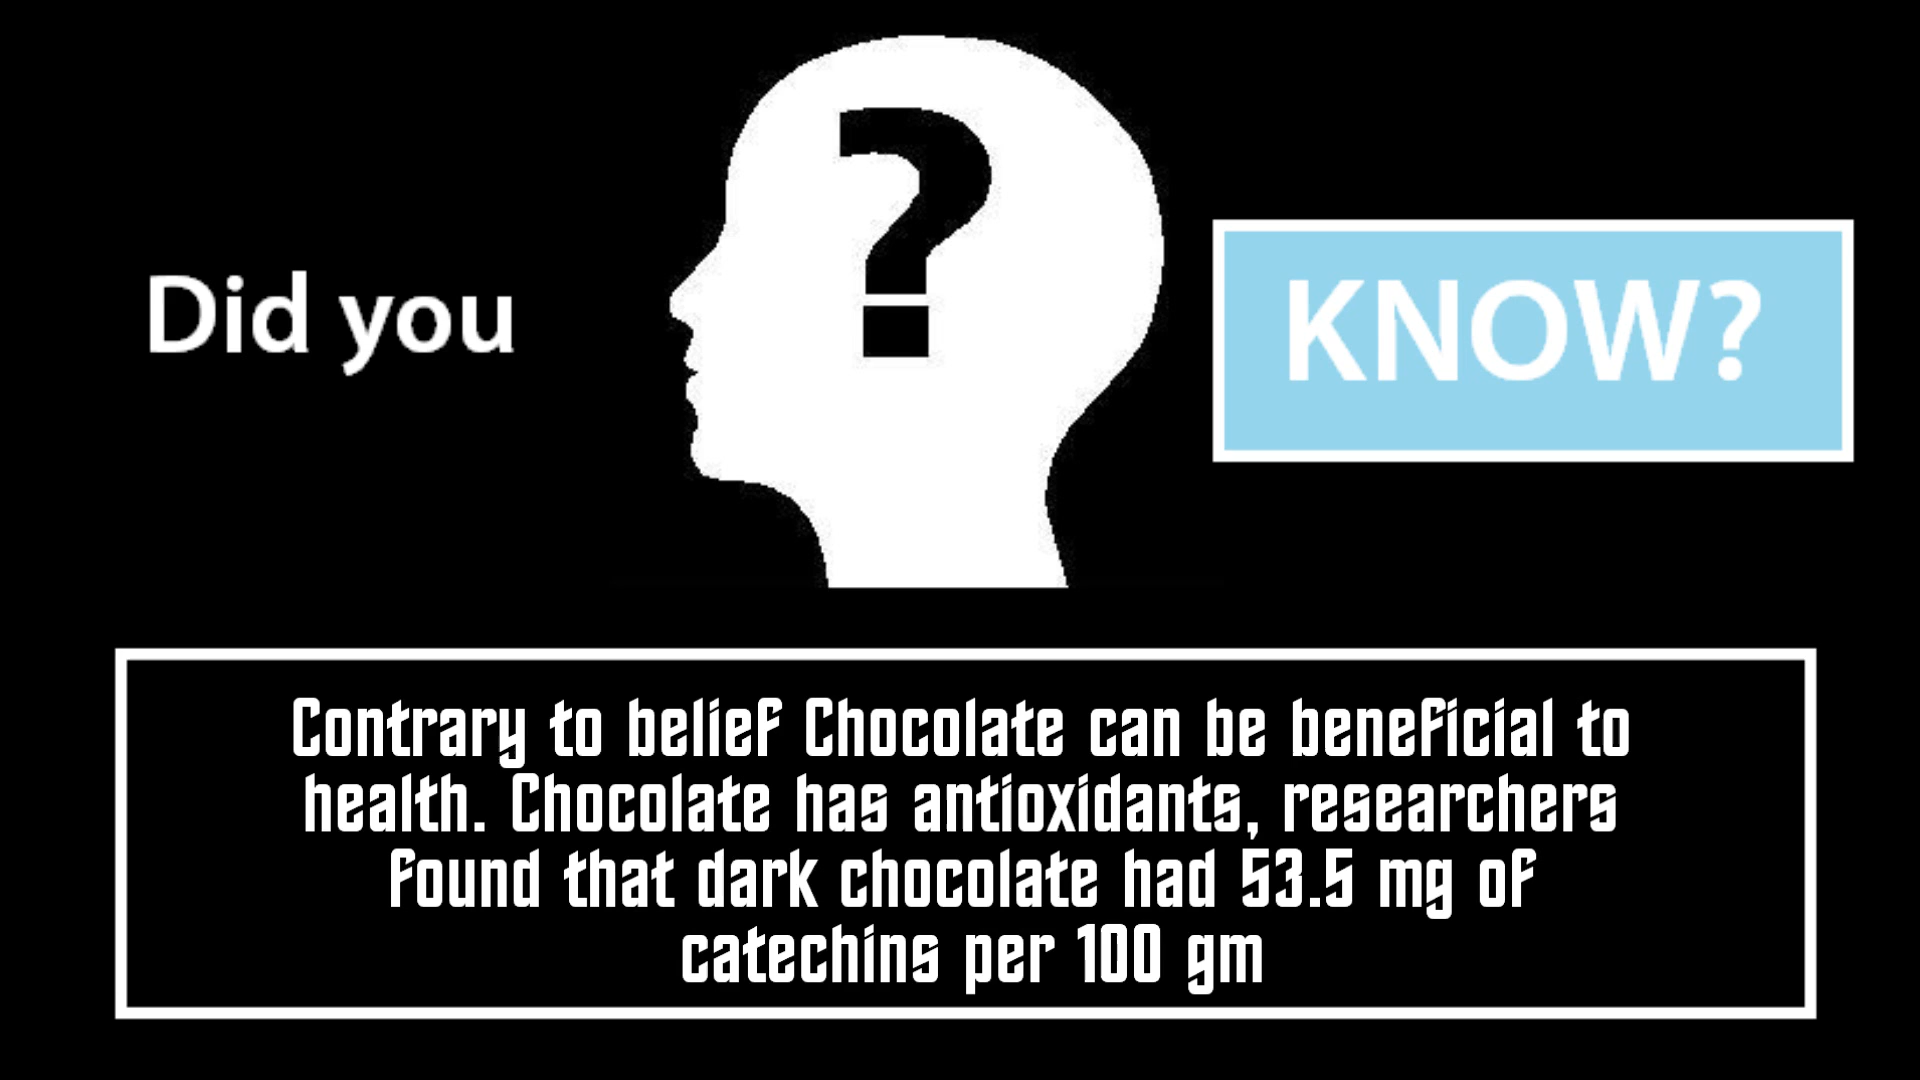 Did you
?
KNOW?
Contrary to belief Chocolate can be beneficial to
health. Chocolate has antioxidants, researchers
found that dark chocolate had 53.5 mg of
catechins per 100 gm